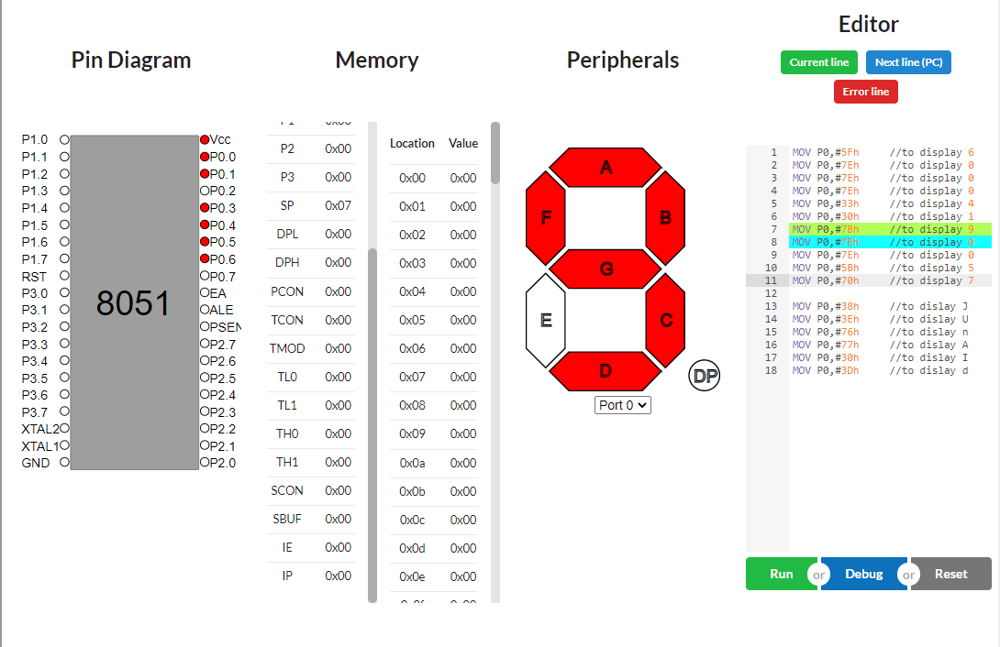 Editor
Pin Diagram
Memory
Peripherals
Current line
Next line (PC)
Error line
P1.0
P1.1
P1.2
P1.3
P1.4
P1.5
P1.6
P1.7
RST
P3.0
P3.1
P3.2
P3.3
P3.4
P3.5
P3.6
P3.7
XTAL2
XTAL1
GND
8051
Vcc
P0.0
P0.1
P0.2
P0.3
P0.4
P0.5
P0.6
P0.7
EA
ALE
PSEN
P2.7
P2.6
P2.5
P2.4
P2.3
P2.2
P2.1
P2.0
P1 0x00
P2 0x00
P3 0x00
SP 0x07
DPL 0x00
DPH 0x00
PCON 0x00
TCON 0x00
TMOD 0x00
TL0 0x00
TL1 0x00
TH0 0x00
TH1 0x00
SCON 0x00
SBUF 0x00
IE 0x00
IP 0x00
Location Value
0x00 0x00
0x01 0x00
0x02 0x00
0x03 0x00
0x04 0x00
0x05 0x00
0x06 0x00
0x07 0x00
0x08 0x00
0x09 0x00
0x0a 0x00
0x0b 0x00
0x0c 0x00
0x0d 0x00
0x0e 0x00
A
F
B
G
E
C
D
DP
Port 0
1 MOV P0,#5Fh //to display 6
2 MOV P0,#7Eh //to display 0
3 MOV P0,#7Eh //to display 0
4 MOV P0,#7Eh //to display 0
5 MOV P0,#33h //to display 4
6 MOV P0,#30h //to display 1
7 MOV P0,#7Bh //to display 9
8 MOV P0,#7Eh //to display 0
9 MOV P0,#7Eh //to display 0
10 MOV P0,#5Bh //to display 5
11 MOV P0,#70h //to display 7
12
13 MOV P0,#38h //to dislay J
14 MOV P0,#3Eh //to dislay U
15 MOV P0,#76h //to dislay n
16 MOV P0,#77h //to dislay A
17 MOV P0,#30h //to dislay I
18 MOV P0,#3Dh //to dislay d
Run or Debug or Reset